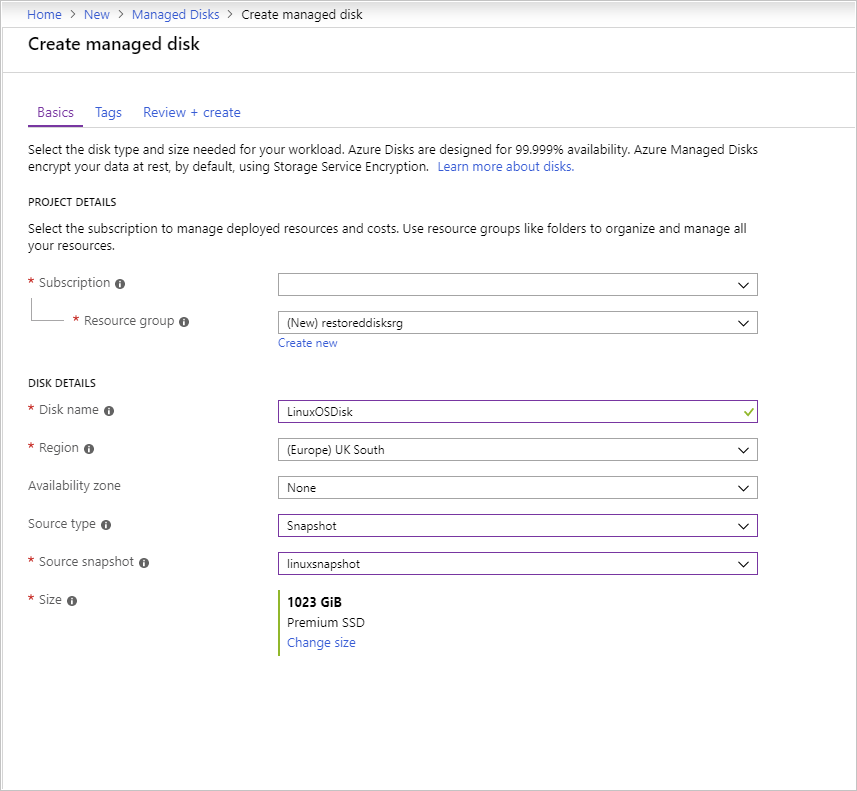 Home > New > Managed Disks > Create managed disk
Create managed disk
Basics Tags Review + create
Select the disk type and size needed for your workload. Azure Disks are designed for 99.999% availability. Azure Managed Disks
encrypt your data at rest, by default, using Storage Service Encryption. Learn more about disks.
PROJECT DETAILS
Select the subscription to manage deployed resources and costs. Use resource groups like folders to organize and manage all
your resources.
* Subscription
* Resource group (New) restoreddisksrg
Create new
DISK DETAILS
* Disk name LinuxOSDisk
* Region (Europe) UK South
Availability zone None
Source type Snapshot
* Source snapshot linuxsnapshot
* Size 1023 GiB
Premium SSD
Change size